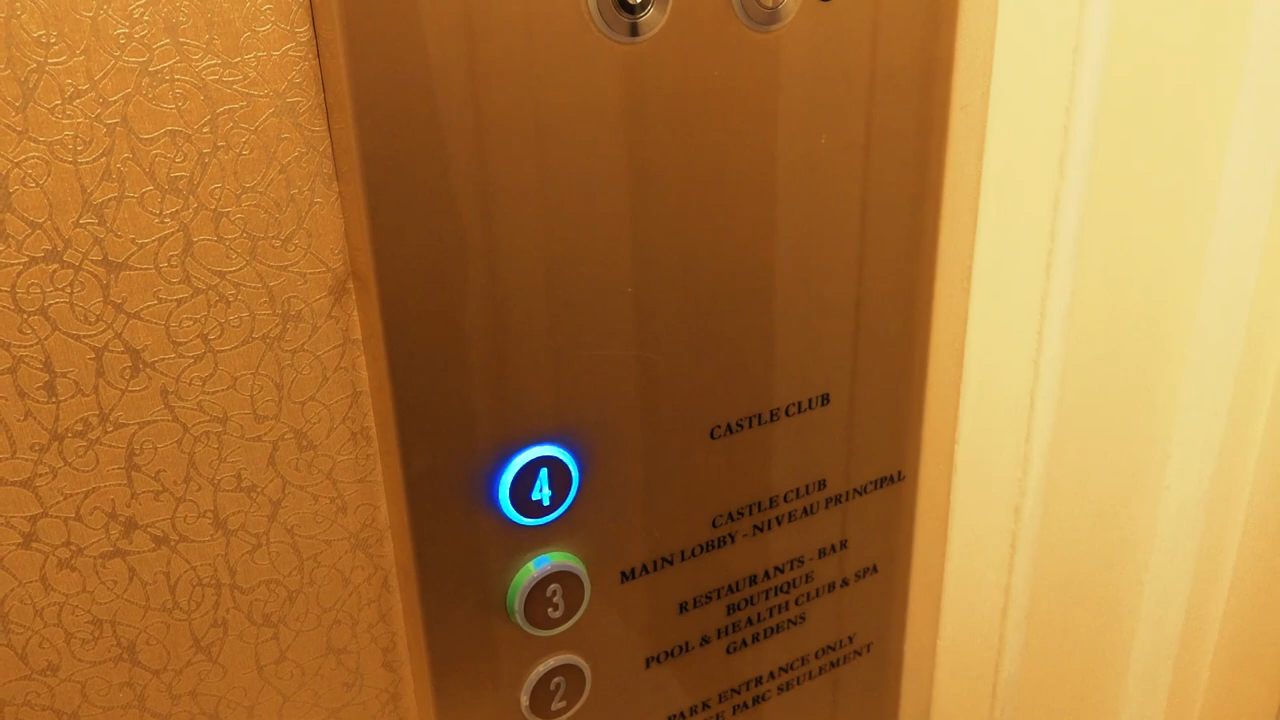 CASTLE CLUB
4
CASTLE CLUB
MAIN LOBBY - NIVEAU PRINCIPAL
3
RESTAURANTS - BAR
BOUTIQUE
POOL & HEALTH CLUB & SPA
GARDENS
2
PARK ENTRANCE ONLY
PARC SEULEMENT